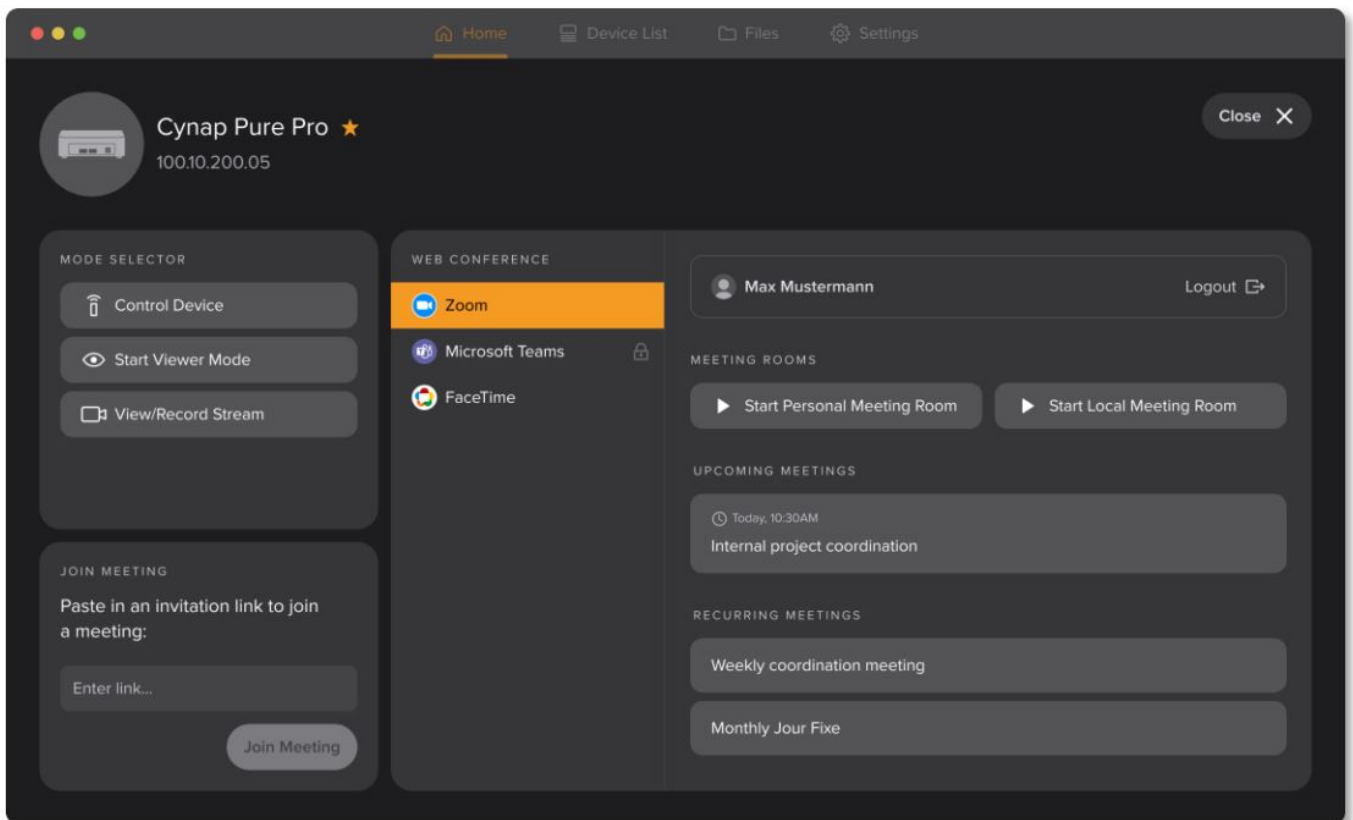 Home
Device List
Files
Settings
Cynap Pure Pro
100.10.200.05
Close
MODE SELECTOR
Control Device
Start Viewer Mode
View/Record Stream
JOIN MEETING
Paste in an invitation link to join
a meeting:
Enter link...
Join Meeting
WEB CONFERENCE
Zoom
Microsoft Teams
FaceTime
Max Mustermann
Logout
MEETING ROOMS
Start Personal Meeting Room
Start Local Meeting Room
UPCOMING MEETINGS
Today, 10:30AM
Internal project coordination
RECURRING MEETINGS
Weekly coordination meeting
Monthly Jour Fixe